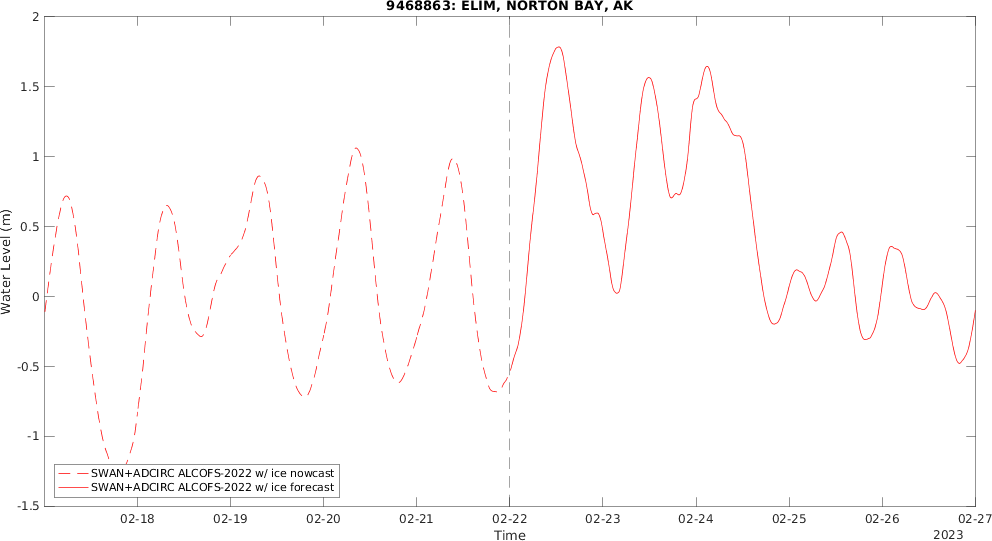 9468863: ELIM, NORTON BAY, AK
2
1.5
1
0.5
0
-0.5
-1
-1.5
Water Level (m)
SWAN+ADCIRC ALCOFS-2022 w/ ice nowcast
SWAN+ADCIRC ALCOFS-2022 w/ ice forecast
02-18 02-19 02-20 02-21 02-22 02-23 02-24 02-25 02-26 02-27
Time
2023